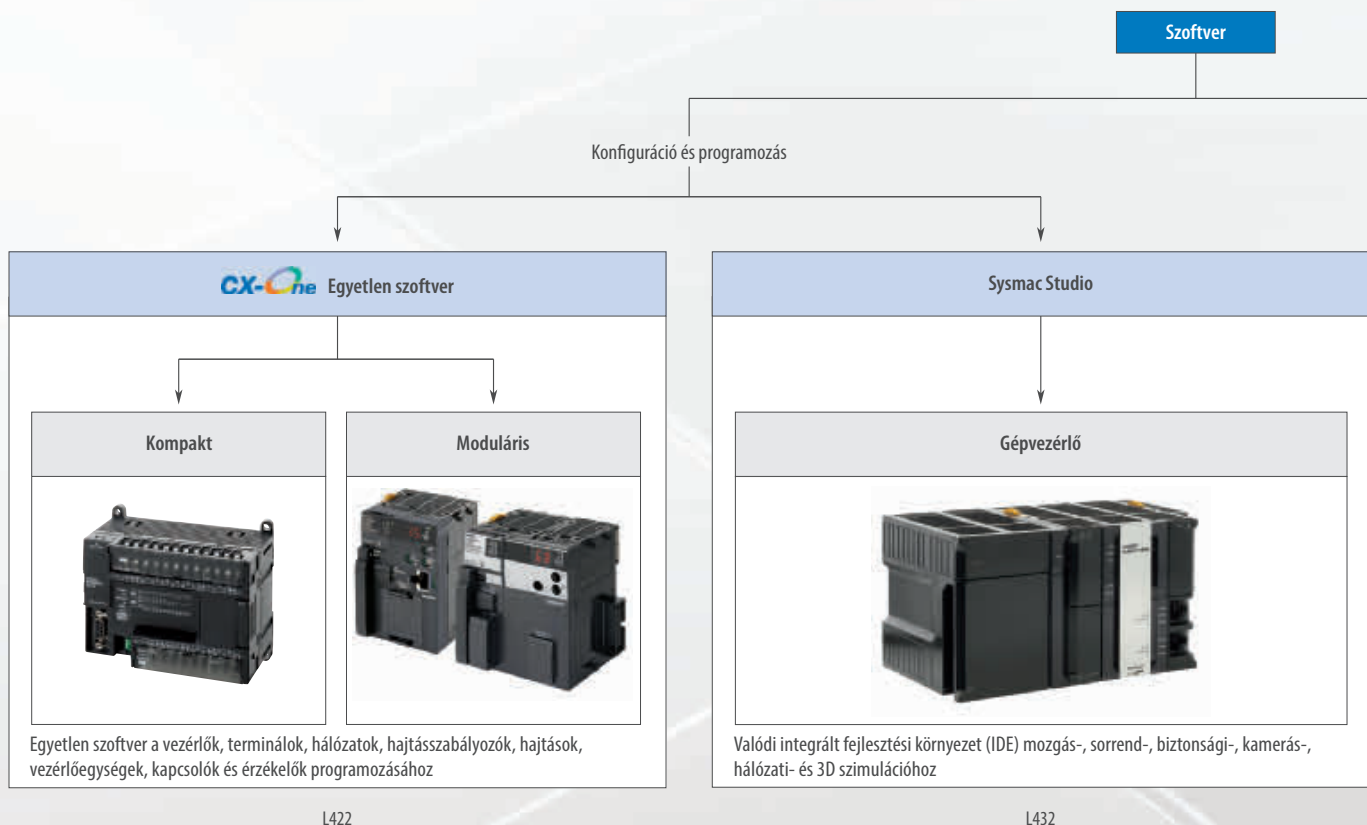 Szoftver
Konfiguráció és programozás
CX-One Egyetlen szoftver
Sysmac Studio
Kompakt
Moduláris
Gépvezérlő
Egyetlen szoftver a vezérlők, terminálok, hálózatok, hajtásszabályozók, hajtások,
vezérlőegységek, kapcsolók és érzékelők programozásához
Valódi integrált fejlesztési környezet (IDE) mozgás-, sorrend-, biztonsági-, kamerás-,
hálózati- és 3D szimulációhoz
L422
L432